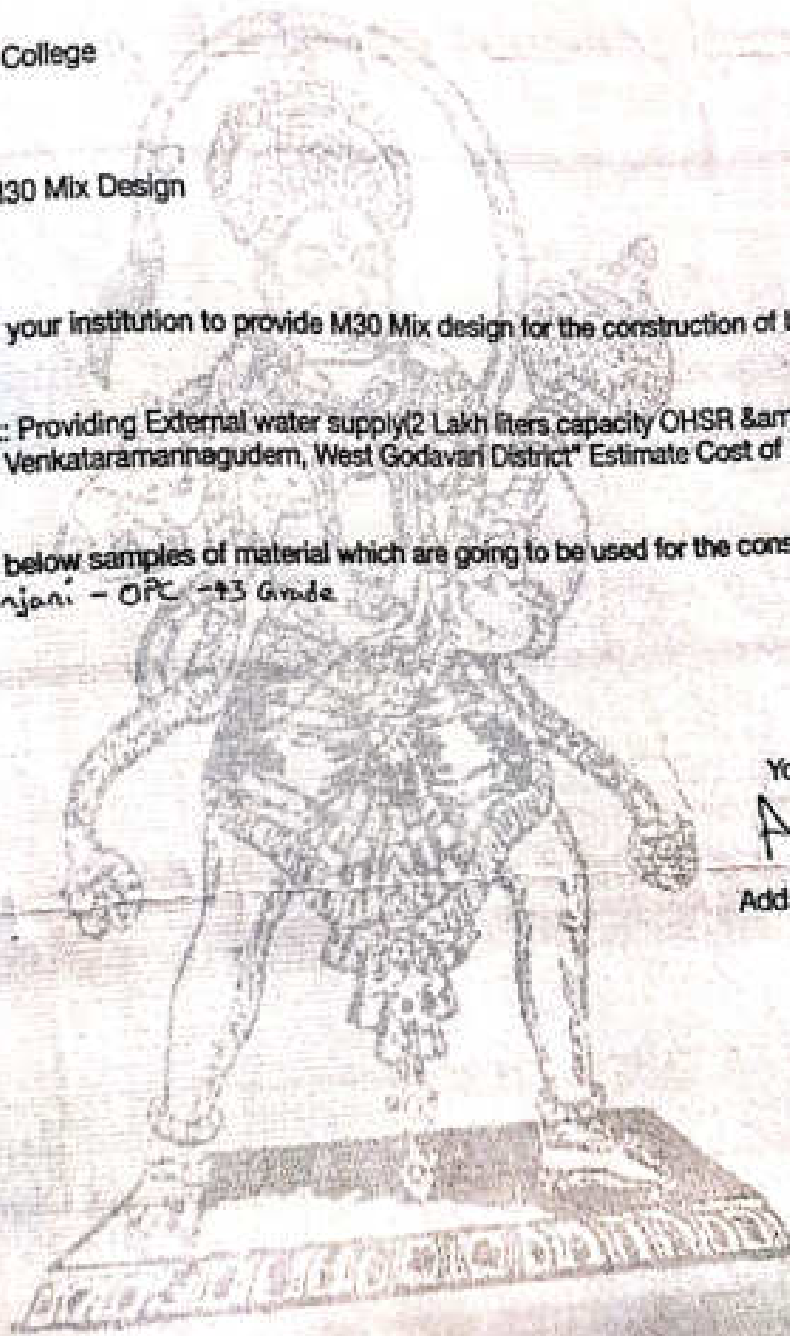 College
M30 Mix Design
your institution to provide M30 Mix design for the construction of
.: Providing External water supply(2 Lakh liters capacity OHSR &am
Venkataramannagudem, West Godavari District" Estimate Cost of
below samples of material which are going to be used for the cons
njani - OPC - 43 Grade
Yo
Add